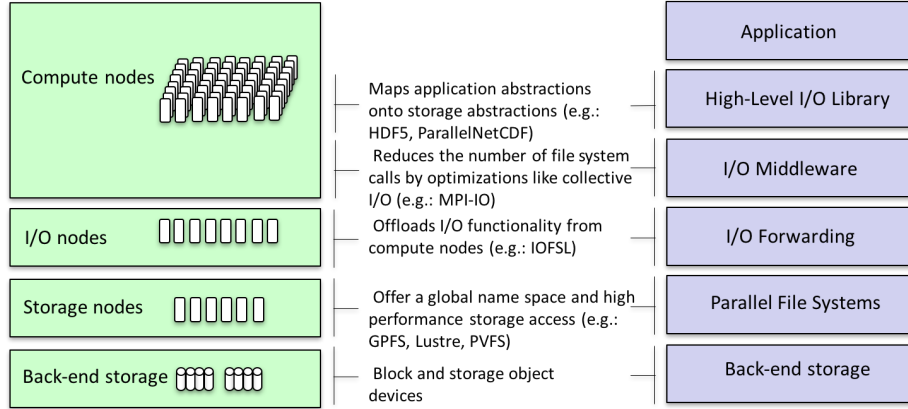 Compute nodes
Maps application abstractions
onto storage abstractions (e.g.:
HDF5, ParallelNetCDF)
Reduces the number of file system
calls by optimizations like collective
I/O (e.g.: MPI-IO)
Application
High-Level I/O Library
I/O Middleware
I/O nodes
Offloads I/O functionality from
compute nodes (e.g.: IOFSL)
I/O Forwarding
Storage nodes
Offer a global name space and high
performance storage access (e.g.:
GPFS, Lustre, PVFS)
Parallel File Systems
Back-end storage
Block and storage object
devices
Back-end storage